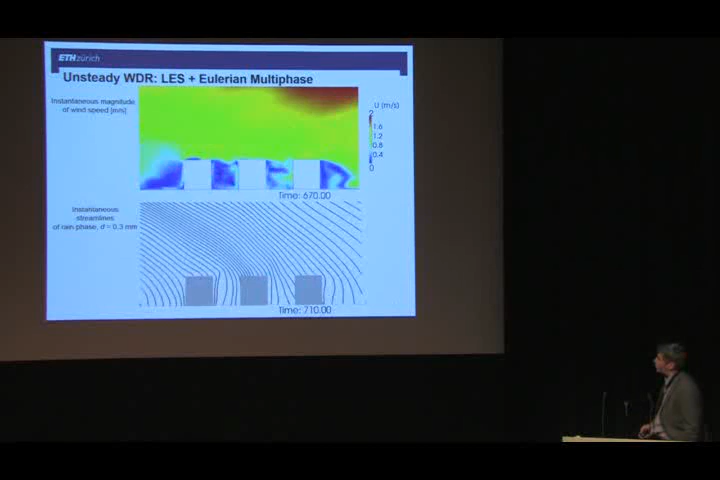 ETHzürich
Unsteady WDR: LES + Eulerian Multiphase
Instantaneous magnitude
of wind speed [m/s]
U (m/s)
2
1.6
1.2
0.8
0.4
0
Time: 670.00
Instantaneous
streamlines
of rain phase, d = 0.3 mm
Time: 710.00